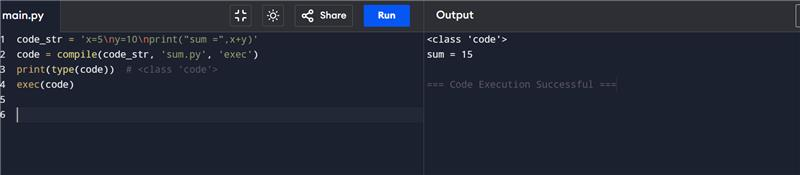 main.py
Share
Run
Output
1 code_str = 'x=5\ny=10\nprint("sum =",x+y)'
2 code = compile(code_str, 'sum.py', 'exec')
3 print(type(code))  # <class 'code'>
4 exec(code)
5
6
<class 'code'>
sum = 15
=== Code Execution Successful ===